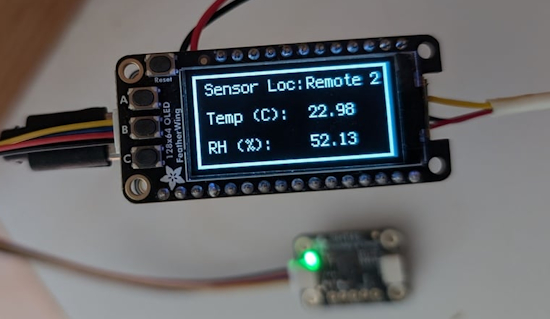 Reset
A
B
C
128x64 OLED
FeatherWing
Sensor Loc:Remote 2
Temp (C): 22.98
RH (%): 52.13